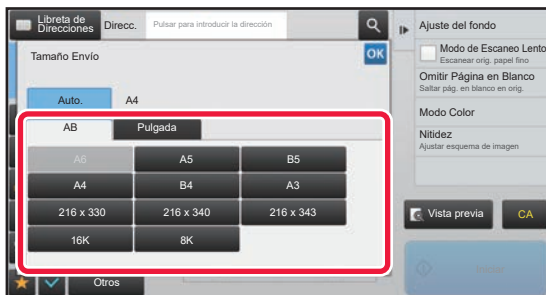 Libreta de
Direcciones
Direcc.
Pulsar para introducir la dirección
Tamaño Envío
OK
Auto.
A4
AB
Pulgada
A6
A5
B5
A4
B4
A3
216 x 330
216 x 340
216 x 343
16K
8K
Otros
Ajuste del fondo
Modo de Escaneo Lento
Escanear orig. papel fino
Omitir Página en Blanco
Saltar pág. en blanco en orig.
Modo Color
Nitidez
Ajustar esquema de imagen
Vista previa
CA